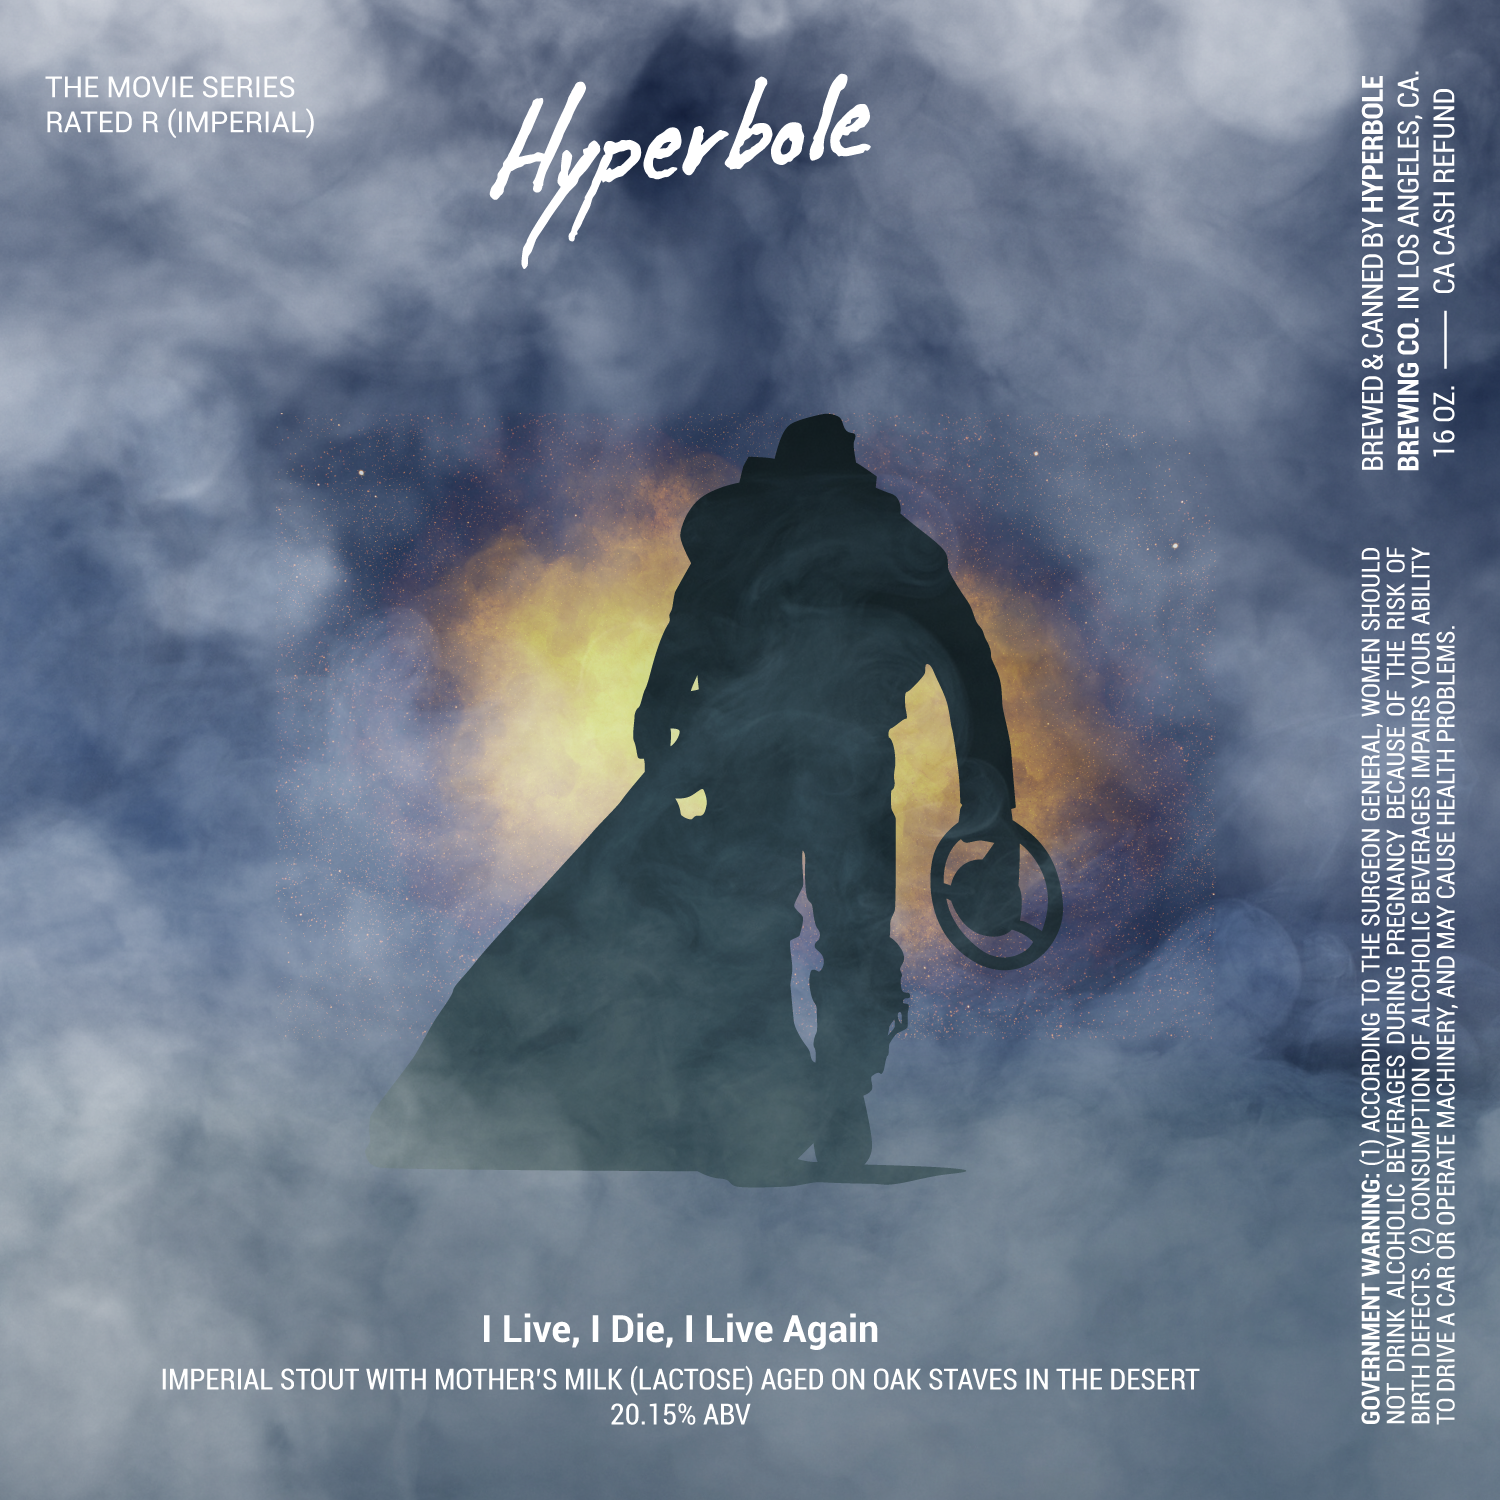 THE MOVIE SERIES
RATED R (IMPERIAL)
Hyperbole
BREWED & CANNED BY HYPERBOLE
BREWING CO. IN LOS ANGELES, CA.
16 OZ. —— CA CASH REFUND
GOVERNMENT WARNING: (1) ACCORDING TO THE SURGEON GENERAL, WOMEN SHOULD
NOT DRINK ALCOHOLIC BEVERAGES DURING PREGNANCY BECAUSE OF THE RISK OF
BIRTH DEFECTS. (2) CONSUMPTION OF ALCOHOLIC BEVERAGES IMPAIRS YOUR ABILITY
TO DRIVE A CAR OR OPERATE MACHINERY, AND MAY CAUSE HEALTH PROBLEMS.
I Live, I Die, I Live Again
IMPERIAL STOUT WITH MOTHER'S MILK (LACTOSE) AGED ON OAK STAVES IN THE DESERT
20.15% ABV